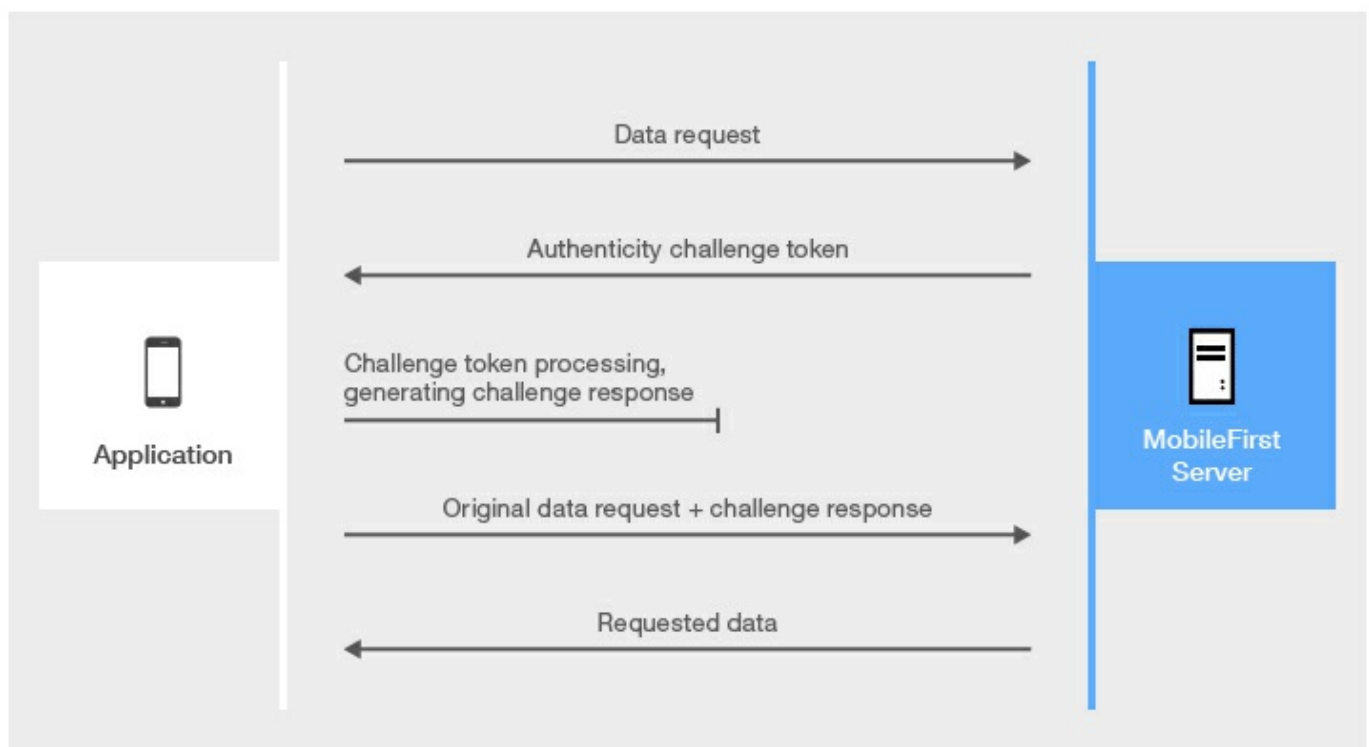 Data request
Authenticity challenge token
Challenge token processing,
generating challenge response
Application
MobileFirst
Server
Original data request + challenge response
Requested data